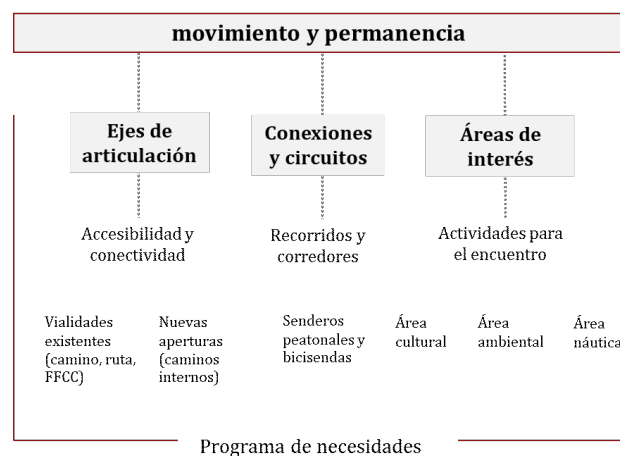 movimiento y permanencia
Ejes de
articulación
Conexiones
y circuitos
Áreas de
interés
Accesibilidad y
conectividad
Recorridos y
corredores
Actividades para
el encuentro
Vialidades
existentes
(camino, ruta,
FFCC)
Nuevas
aperturas
(caminos
internos)
Senderos
peatonales y
bicisendas
Área
cultural
Área
ambiental
Área
náutica
Programa de necesidades